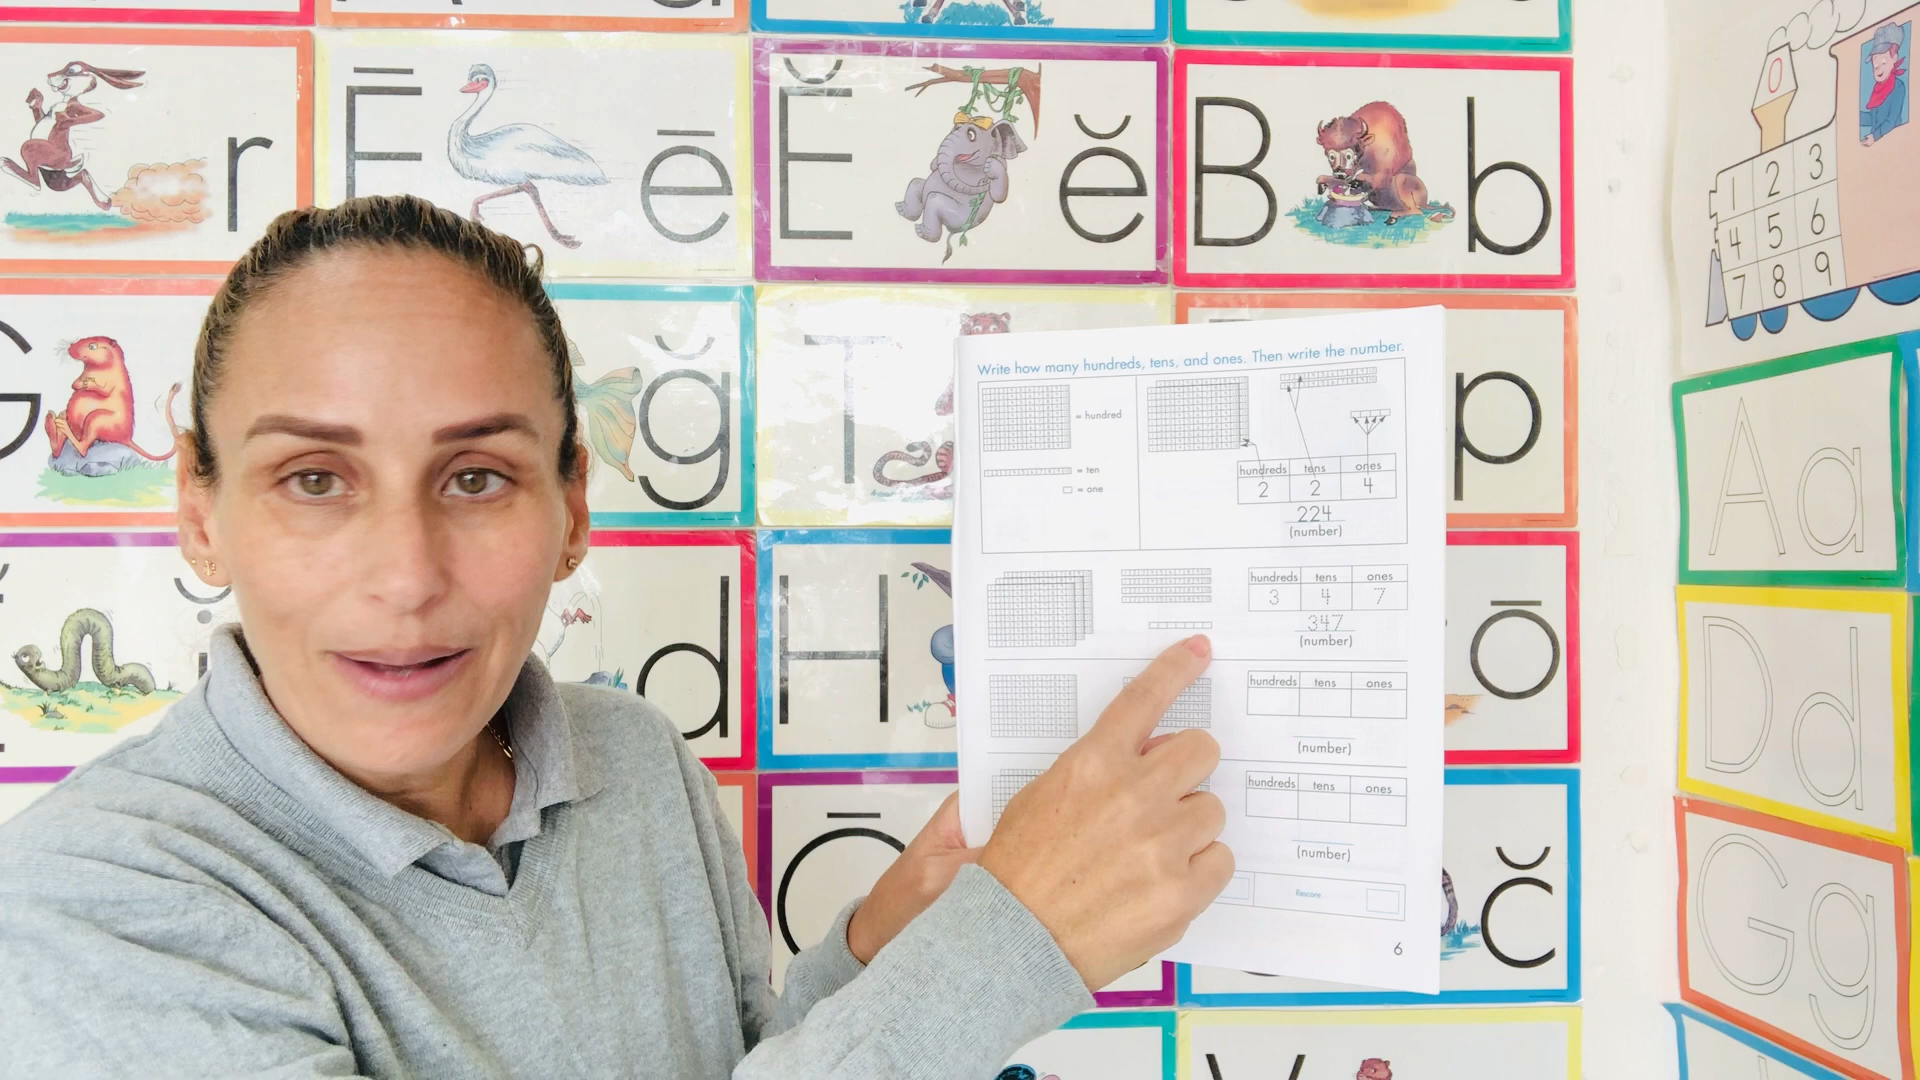 r
Ē ē
Ĕ ĕ
B b
0
1 2 3
4 5 6
7 8 9
G
ğ
T
p
A a
d
H
ō
D d
Ō
č
G g
Write how many hundreds, tens, and ones. Then write the number.
= hundred
= ten
= one
hundreds tens ones
2 2 4
224
(number)
hundreds tens ones
3 4 7
347
(number)
hundreds tens ones
(number)
hundreds tens ones
(number)
Rescore
6